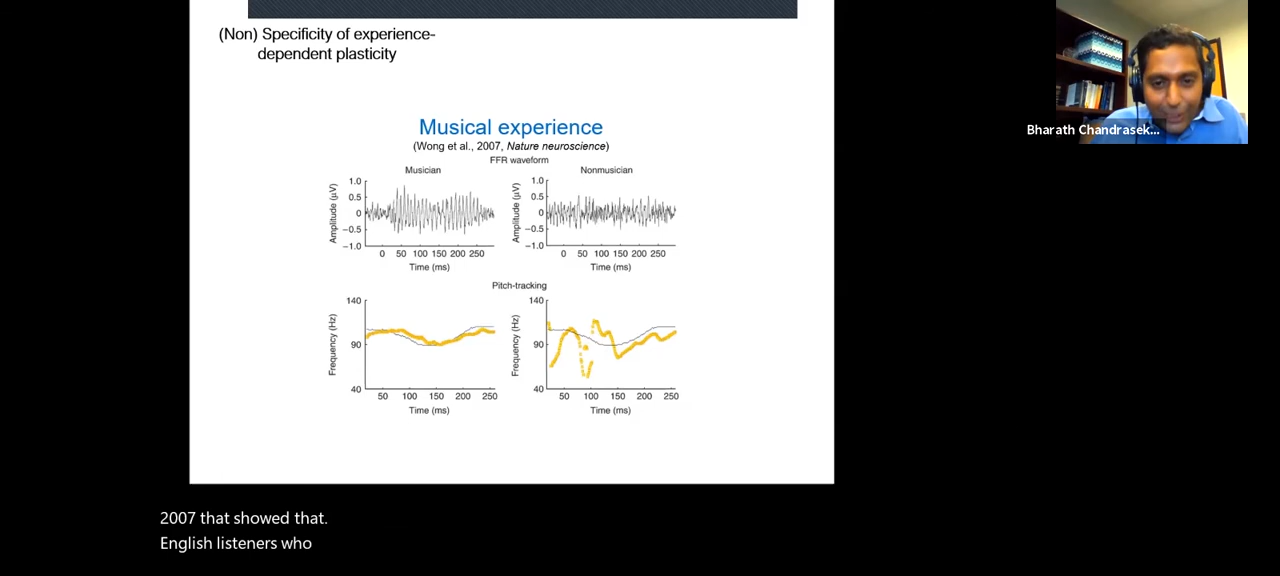 (Non) Specificity of experience-
dependent plasticity
Bharath Chandrasek...
Musical experience
(Wong et al., 2007, Nature neuroscience)
FFR waveform
Musician
Nonmusician
1.0
0.5
0
−0.5
−1.0
Amplitude (µV)
0 50 100 150 200 250
Time (ms)
1.0
0.5
0
−0.5
−1.0
Amplitude (µV)
0 50 100 150 200 250
Time (ms)
Pitch-tracking
140
90
40
Frequency (Hz)
50 100 150 200 250
Time (ms)
140
90
40
Frequency (Hz)
50 100 150 200 250
Time (ms)
2007 that showed that.
English listeners who